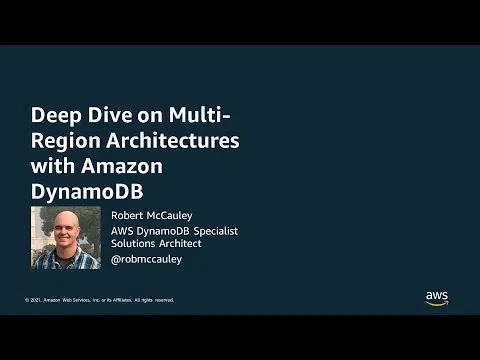 Deep Dive on Multi-
Region Architectures
with Amazon
DynamoDB
Robert McCauley
AWS DynamoDB Specialist
Solutions Architect
@robmccauley
© 2021, Amazon Web Services, Inc. or its Affiliates. All rights reserved.
aws